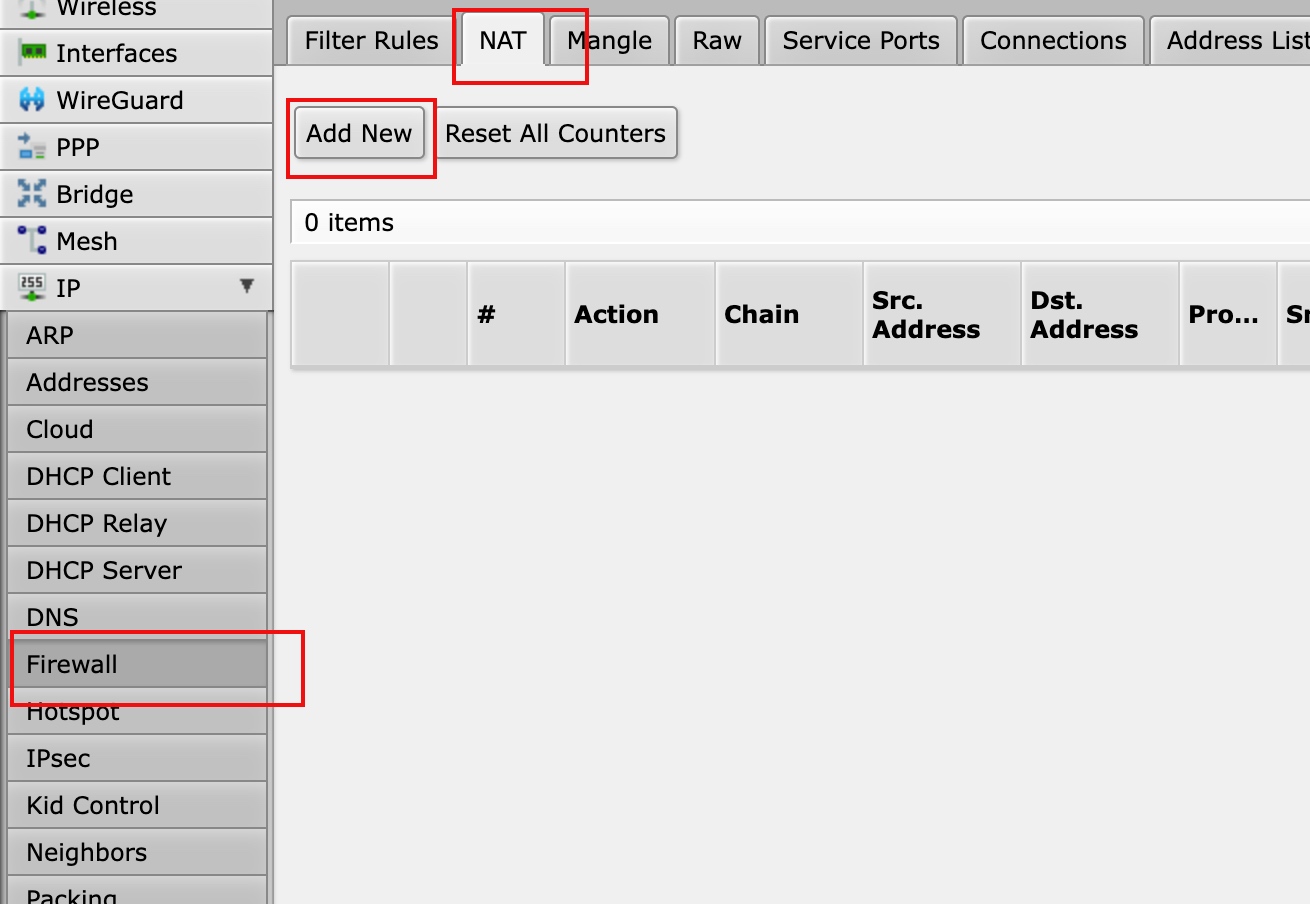 Wireless
Interfaces
WireGuard
PPP
Bridge
Mesh
255 IP ▼
ARP
Addresses
Cloud
DHCP Client
DHCP Relay
DHCP Server
DNS
Firewall
Hotspot
IPsec
Kid Control
Neighbors
Packing
Filter Rules NAT Mangle Raw Service Ports Connections Address List
Add New Reset All Counters
0 items
# Action Chain Src. Address Dst. Address Pro... Sr